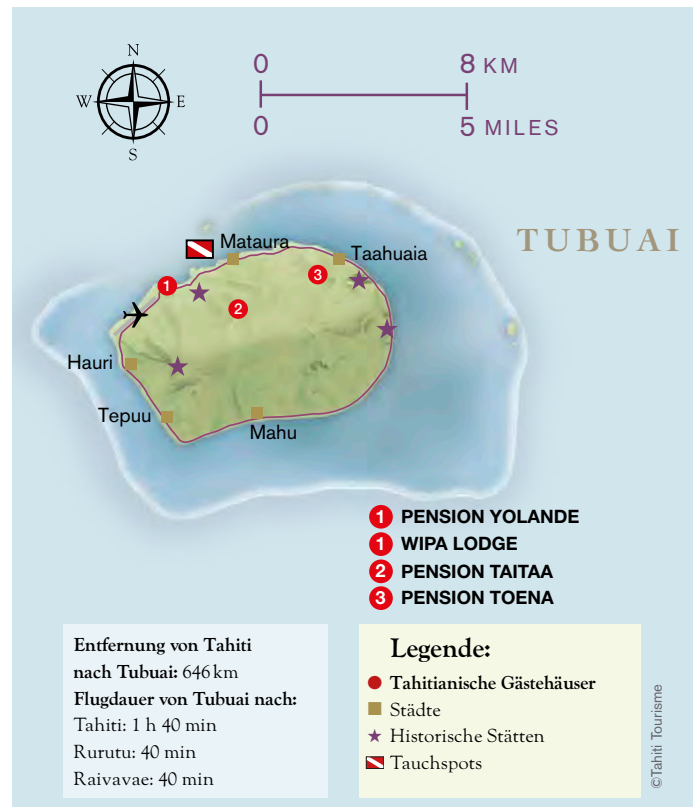 N
W E
S
0 8 KM
0 5 MILES
TUBUAI
Mataura
Taahuaia
1
3
2
Hauri
Tepuu
Mahu
1 PENSION YOLANDE
1 WIPA LODGE
2 PENSION TAITAA
3 PENSION TOENA
Entfernung von Tahiti
nach Tubuai: 646 km
Flugdauer von Tubuai nach:
Tahiti: 1 h 40 min
Rurutu: 40 min
Raivavae: 40 min
Legende:
Tahitianische Gästehäuser
Städte
Historische Stätten
Tauchspots
©Tahiti Tourisme